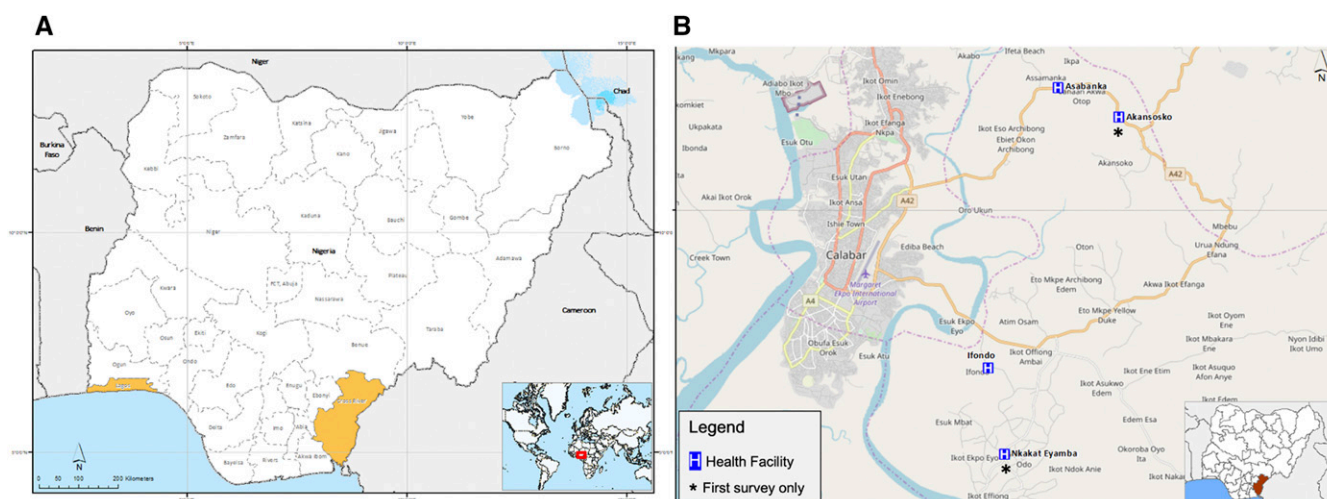 A
Niger
Chad
Sokoto
Katsina
Jigawa
Yobe
Zamfara
Kano
Borno
Burkina
Faso
Kebbi
Kaduna
Bauchi
Gombe
Benin
Niger
Nigeria
Adamawa
FCT, Abuja
Plateau
Kwara
Nassarawa
Oyo
Cameroon
Taraba
Ekiti
Kogi
Benue
Osun
Ogun
Ondo
Edo
Enugu
Ebonyi
Lagos
Cross River
Delta
Imo
Abia
Akwa Ibom
Bayelsa
Rivers
N
0 50 100 200 Kilometers
B
Mkpara
Akabo
Ifeta Beach
Ikpa
N
Adiabo Ikot
Mbo
Ikot Omin
Assamanka
Asabanka
Ikot Enebong
Otop
Akansosko
Ikot Efanga
Nkpa
Ukpakata
Ikot Eso Archibong
Ebiet Okon
Archibong
Ibonda
Esuk Otu
Akansoko
Esuk Utan
A42
Akai Ikot Orok
Ikot Ansa
A42
Oro Ukun
Ishie Town
Mbebu
Ediba Beach
Urua Ndung
Efana
Creek Town
Calabar
Oton
Eto Mkpe Archibong
Edem
Margaret
Ekpo International
Airport
Akwa Ikot Efanga
A4
Eto Mkpe Yellow
Duke
Esuk Ekpo
Eyo
Atim Osam
Ikot Oyom
Ene
Obufa Esuk
Orok
Ikot Mbakara
Ene
Nyon Idibi
Ikot Umo
Esuk Atu
Ifondo
Ikot Offiong
Ambai
Ikot Ene Etim
Ikot Asuquo
Afon Anye
Ikot Asukwo
Edem
Ikot Edem
Esuk Mbat
Edem Esa
Legend
H Health Facility
* First survey only
Nkakat Eyamba
Ikot Ekpo Eyo
Odo
Okoroba Oyo
Ita
Ikot Ndok Anie
Ikot Effiong